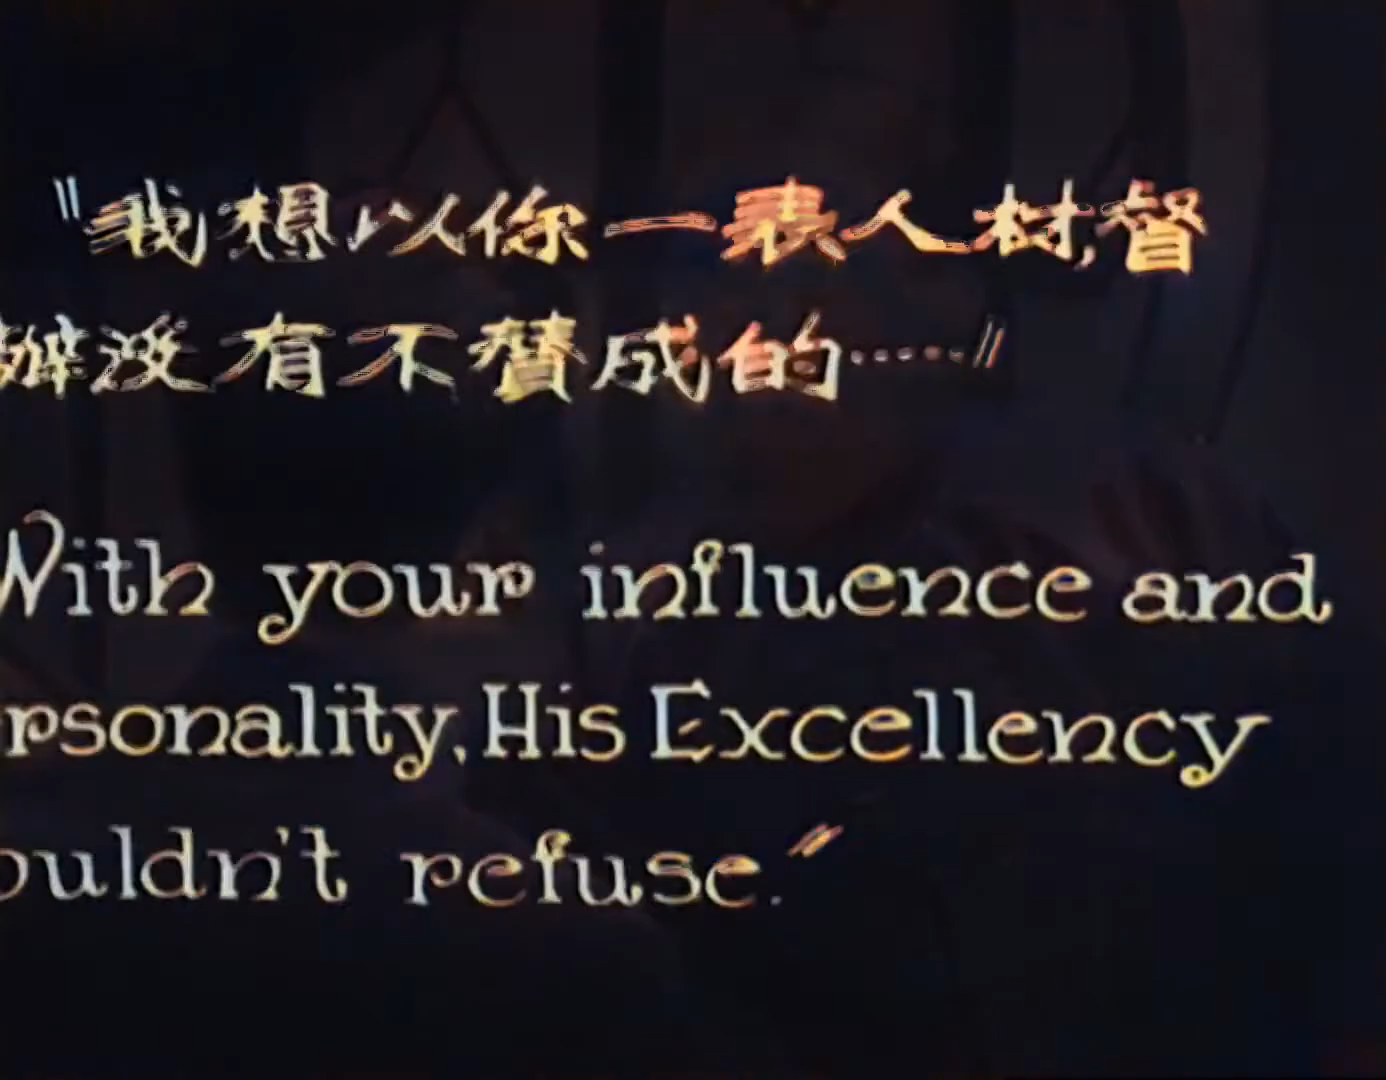 "我想以你一表人材,督
辦没有不贊成的……"
With your influence and
rsonality, His Excellency
ouldn't refuse."